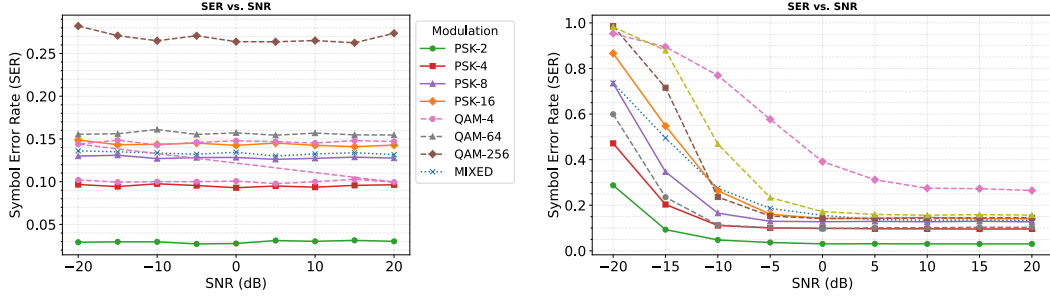 SER vs. SNR
Symbol Error Rate (SER)
0.25
0.20
0.15
0.10
0.05
−20
−10
0
10
20
SNR (dB)
Modulation
PSK-2
PSK-4
PSK-8
PSK-16
QAM-4
QAM-64
QAM-256
MIXED
SER vs. SNR
Symbol Error Rate (SER)
1.0
0.8
0.6
0.4
0.2
0.0
−20
−15
−10
−5
0
5
10
15
20
SNR (dB)